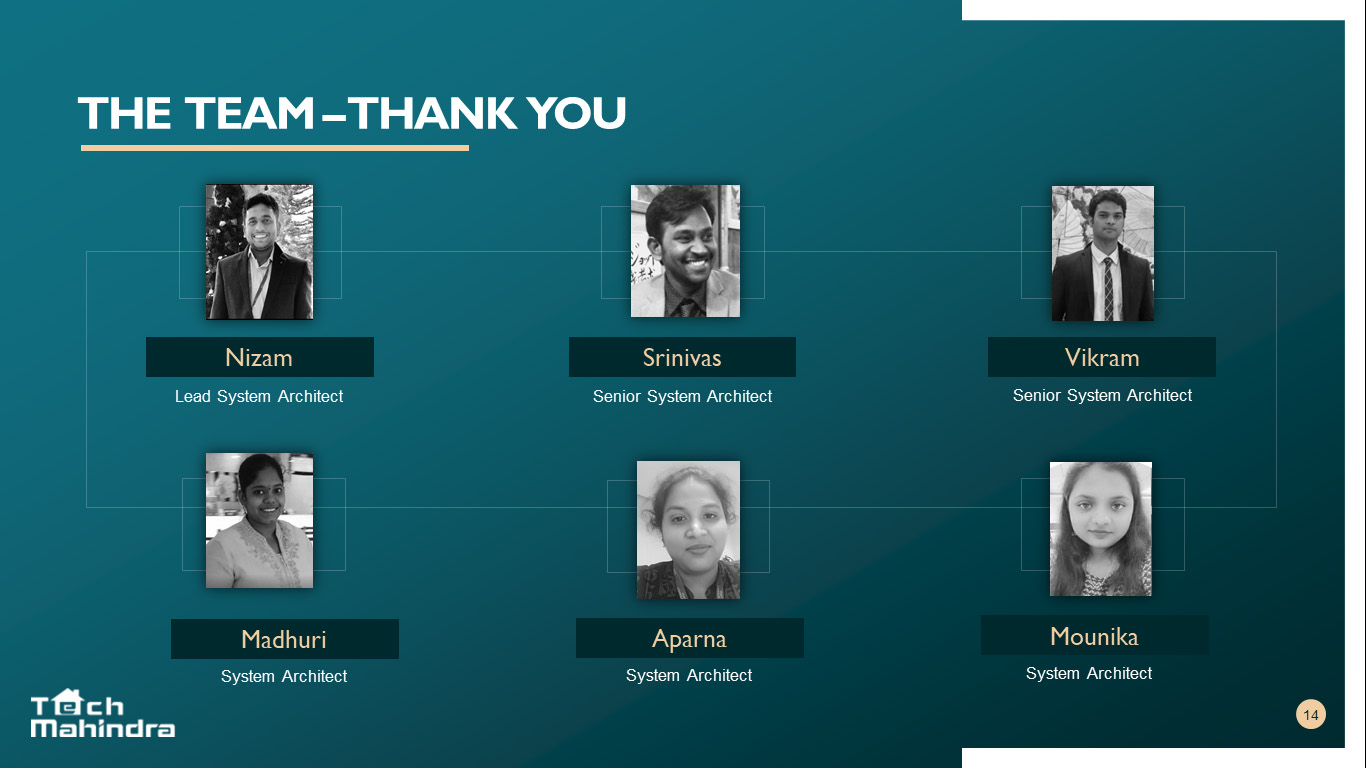 THE TEAM – THANK YOU
Nizam
Lead System Architect
Srinivas
Senior System Architect
Vikram
Senior System Architect
Madhuri
System Architect
Aparna
System Architect
Mounika
System Architect
Tech
Mahindra
14